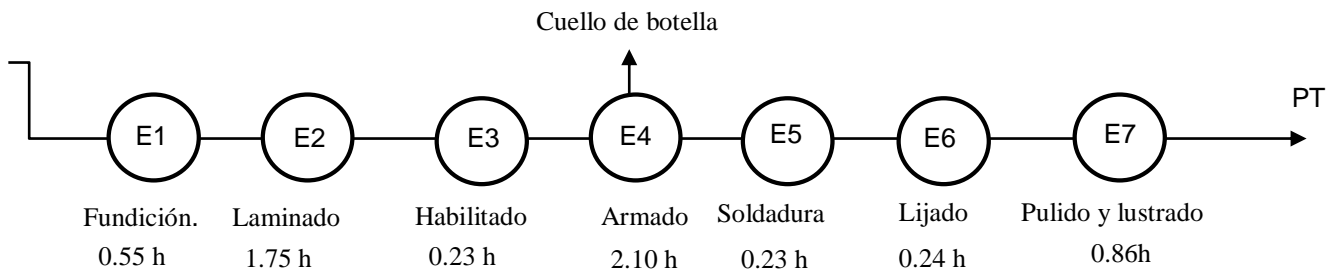 Cuello de botella
PT
E1 E2 E3 E4 E5 E6 E7
Fundición. Laminado Habilitado Armado Soldadura Lijado Pulido y lustrado
0.55 h 1.75 h 0.23 h 2.10 h 0.23 h 0.24 h 0.86h